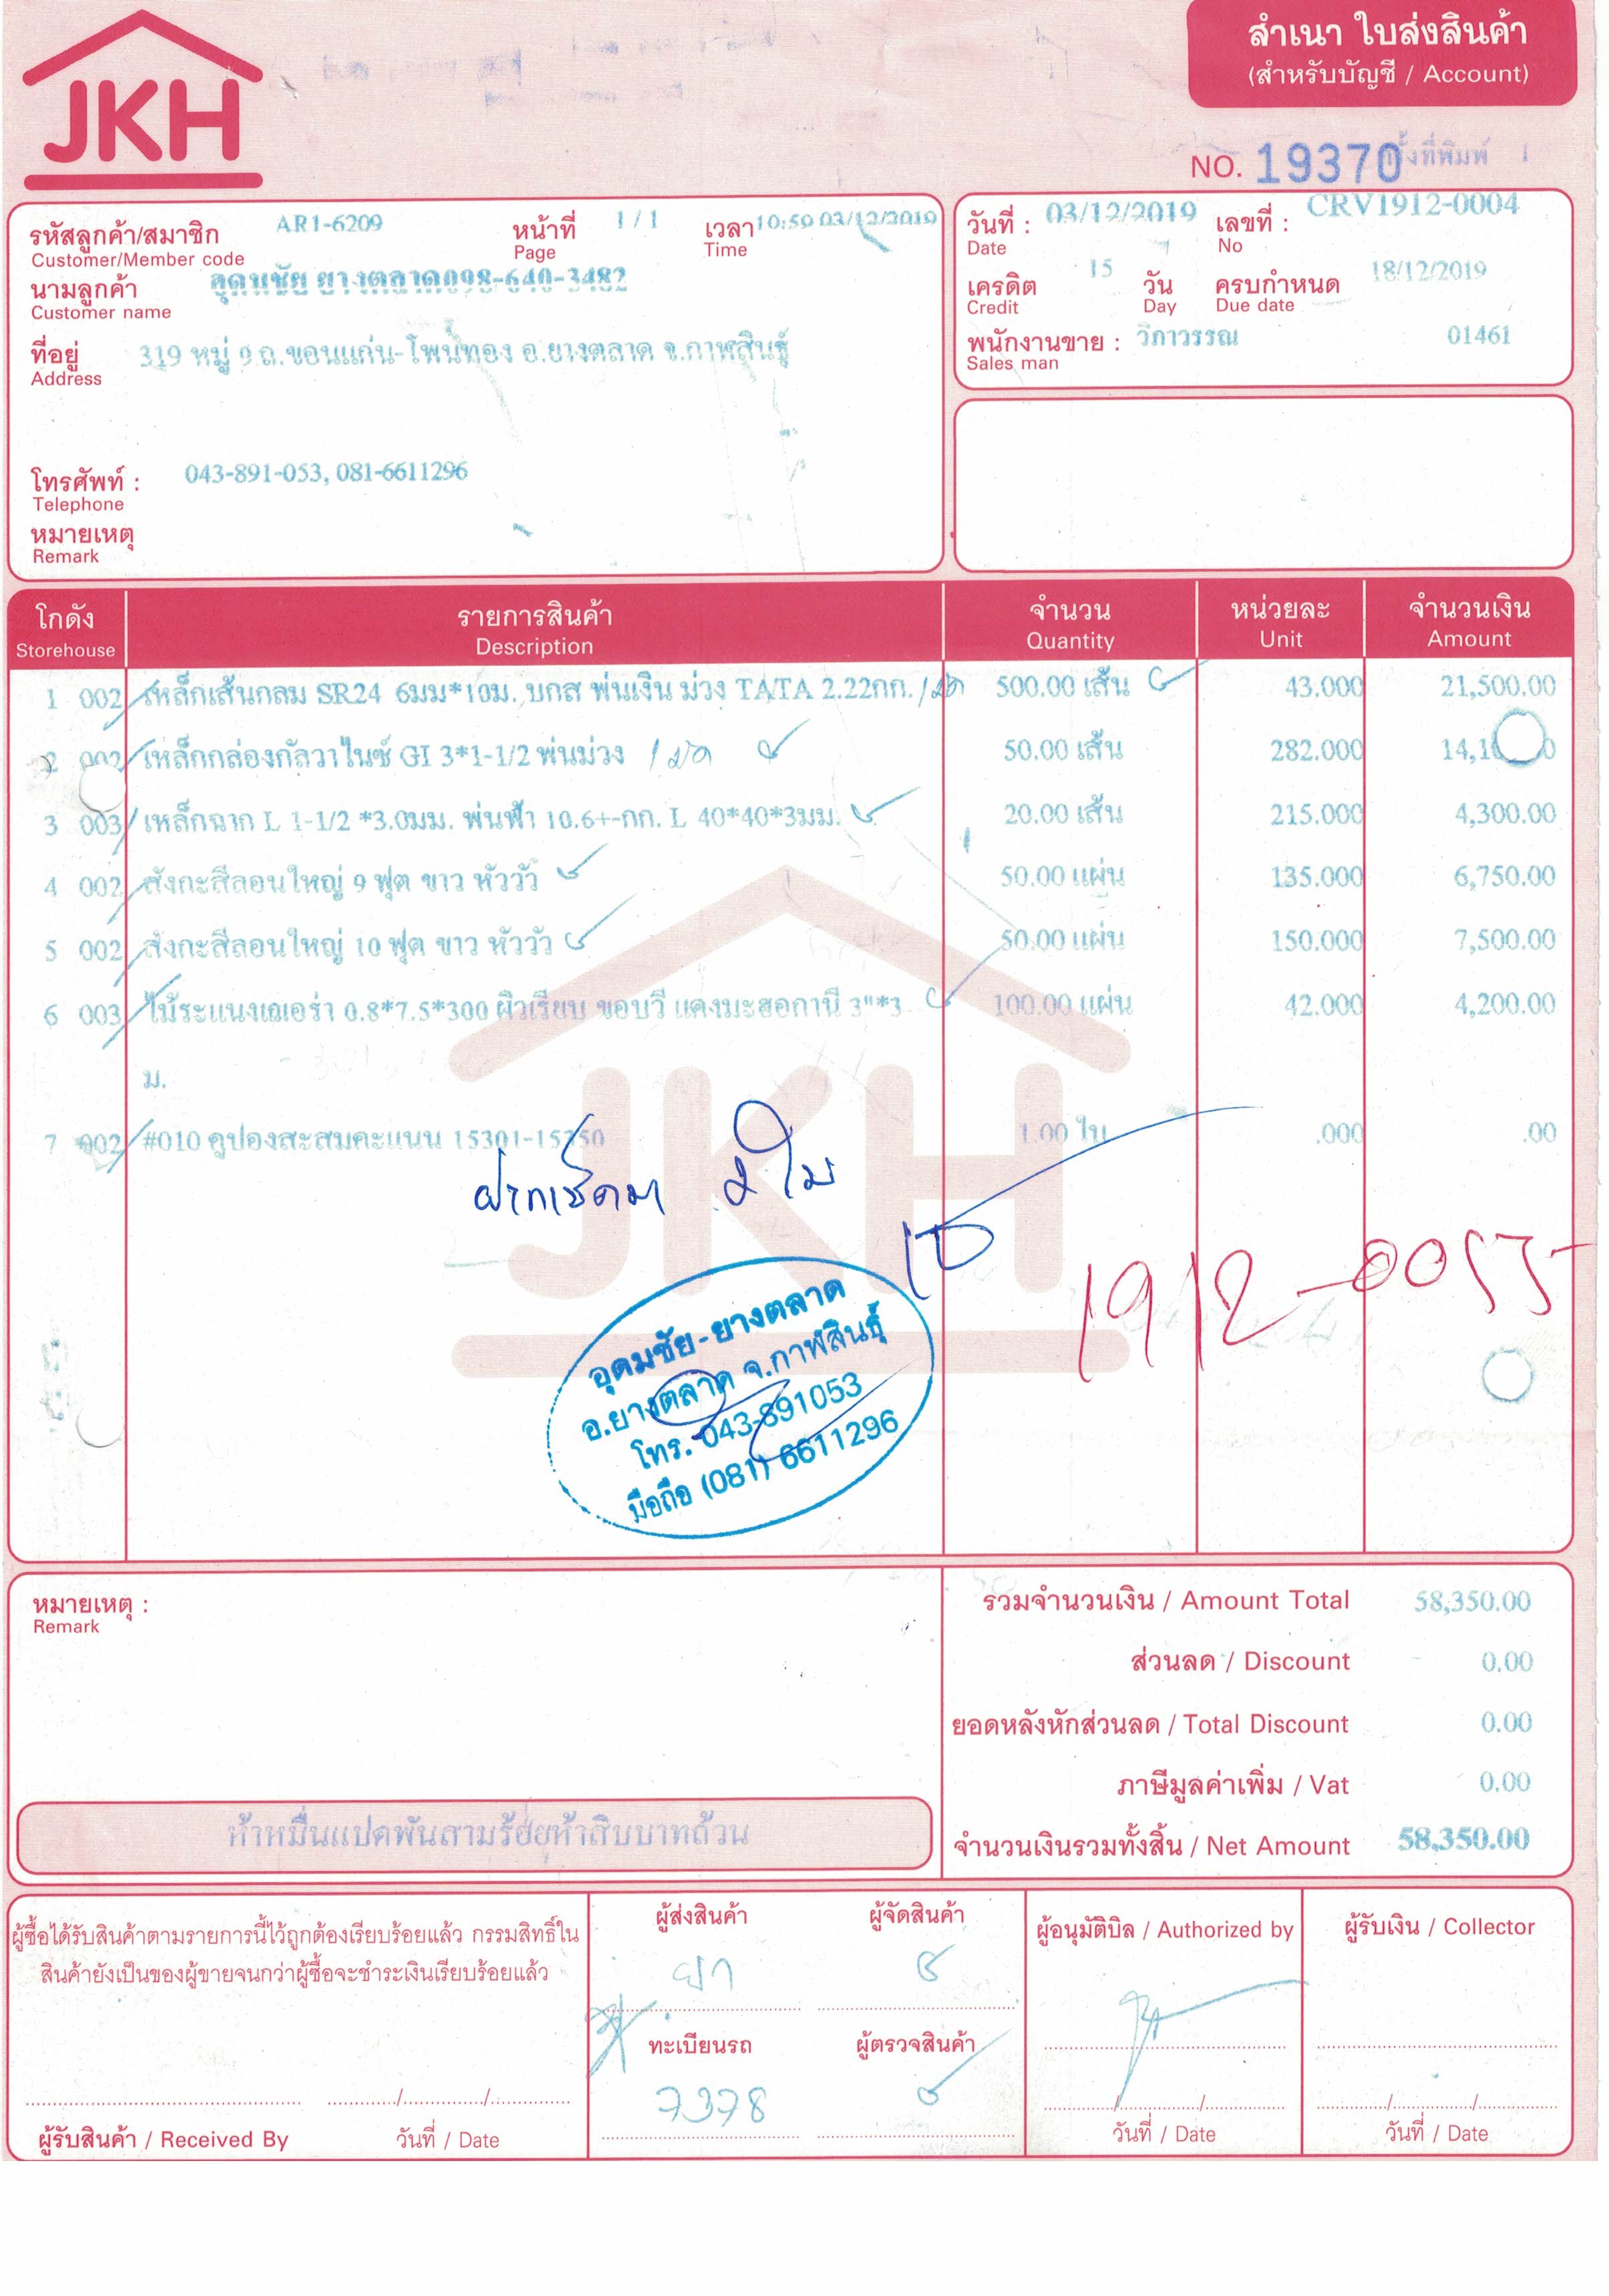 JKH
สำเนา ใบส่งสินค้า
(สำหรับบัญชี / Account)
NO. 19370 ครั้งที่พิมพ์ 1
รหัสลูกค้า/สมาชิก AR1-6209 หน้าที่ 1 / 1 เวลา 10:59 03/12/2019
Customer/Member code Page Time
นามลูกค้า อุดมชัย ยางตลาด098-640-3482
Customer name
ที่อยู่ 319 หมู่ 9 ถ.ขอนแก่น-โพนทอง อ.ยางตลาด จ.กาฬสินธุ์
Address
โทรศัพท์ : 043-891-053, 081-6611296
Telephone
หมายเหตุ
Remark
วันที่ : 03/12/2019 เลขที่ : CRV1912-0004
Date No
เครดิต 15 วัน ครบกำหนด 18/12/2019
Credit Day Due date
พนักงานขาย : วิภาวรรณ 01461
Sales man
โกดัง รายการสินค้า จำนวน หน่วยละ จำนวนเงิน
Storehouse Description Quantity Unit Amount
1 002 เหล็กเส้นกลม SR24 6มม*10ม. บกส พ่นเงิน ม่วง TATA 2.22กก. /มัด 500.00 เส้น 43.000 21,500.00
2 002 เหล็กกล่องกัลวาไนซ์ GI 3*1-1/2 พ่นม่วง 1 มัด 50.00 เส้น 282.000
3 003 เหล็กฉาก L 1-1/2 *3.0มม. พ่นฟ้า 10.6+-กก. L 40*40*3มม. 20.00 เส้น 215.000 4,300.00
4 002 สังกะสีลอนใหญ่ 9 ฟุต ขาว หัววัว 50.00 แผ่น 135.000 6,750.00
5 002 สังกะสีลอนใหญ่ 10 ฟุต ขาว หัววัว 50.00 แผ่น 150.000 7,500.00
6 003 ไม้ระแนงเฌอร่า 0.8*7.5*300 ผิวเรียบ ขอบวี แดงมะฮอกานี 3"*3 100.00 แผ่น 42.000 4,200.00
ม.
7 002 #010 คูปองสะสมคะแนน 15301-15350 1.00 ใบ .000 .00
JKH
1912-0055
อุดมชัย-ยางตลาด
อ.ยางตลาด จ.กาฬสินธุ์
โทร. 043-891053
มือถือ (081) 6611296
หมายเหตุ :
Remark
รวมจำนวนเงิน / Amount Total 58,350.00
ส่วนลด / Discount 0.00
ยอดหลังหักส่วนลด / Total Discount 0.00
ภาษีมูลค่าเพิ่ม / Vat 0.00
ห้าหมื่นแปดพันสามร้อยห้าสิบบาทถ้วน
จำนวนเงินรวมทั้งสิ้น / Net Amount 58,350.00
ผู้ซื้อได้รับสินค้าตามรายการนี้ไว้ถูกต้องเรียบร้อยแล้ว กรรมสิทธิ์ใน
สินค้ายังเป็นของผู้ขายจนกว่าผู้ซื้อจะชำระเงินเรียบร้อยแล้ว
ผู้รับสินค้า / Received By วันที่ / Date
ผู้ส่งสินค้า ผู้จัดสินค้า
ทะเบียนรถ ผู้ตรวจสินค้า
7378
ผู้อนุมัติบิล / Authorized by
วันที่ / Date
ผู้รับเงิน / Collector
วันที่ / Date